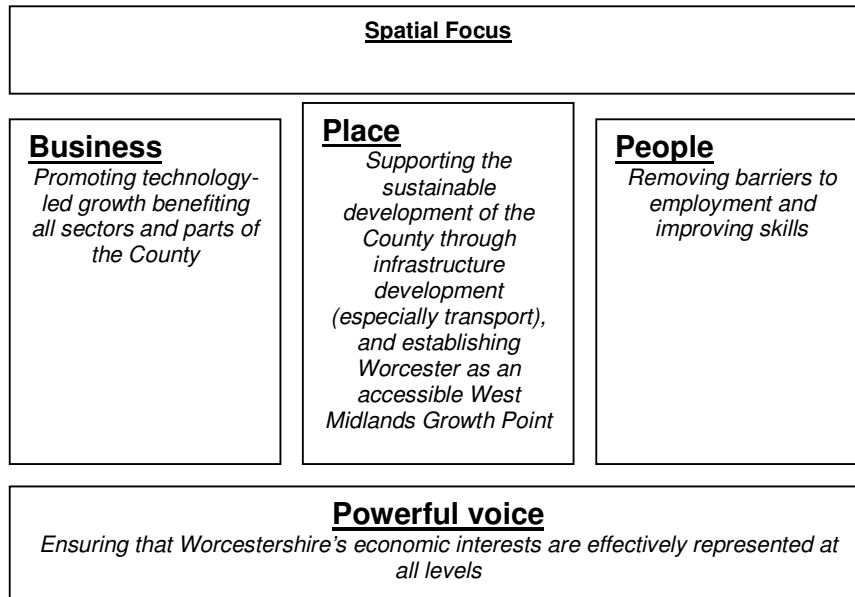 Spatial Focus
Business
Promoting technology-
led growth benefiting
all sectors and parts of
the County
Place
Supporting the
sustainable
development of the
County through
infrastructure
development
(especially transport),
and establishing
Worcester as an
accessible West
Midlands Growth Point
People
Removing barriers to
employment and
improving skills
Powerful voice
Ensuring that Worcestershire's economic interests are effectively represented at
all levels